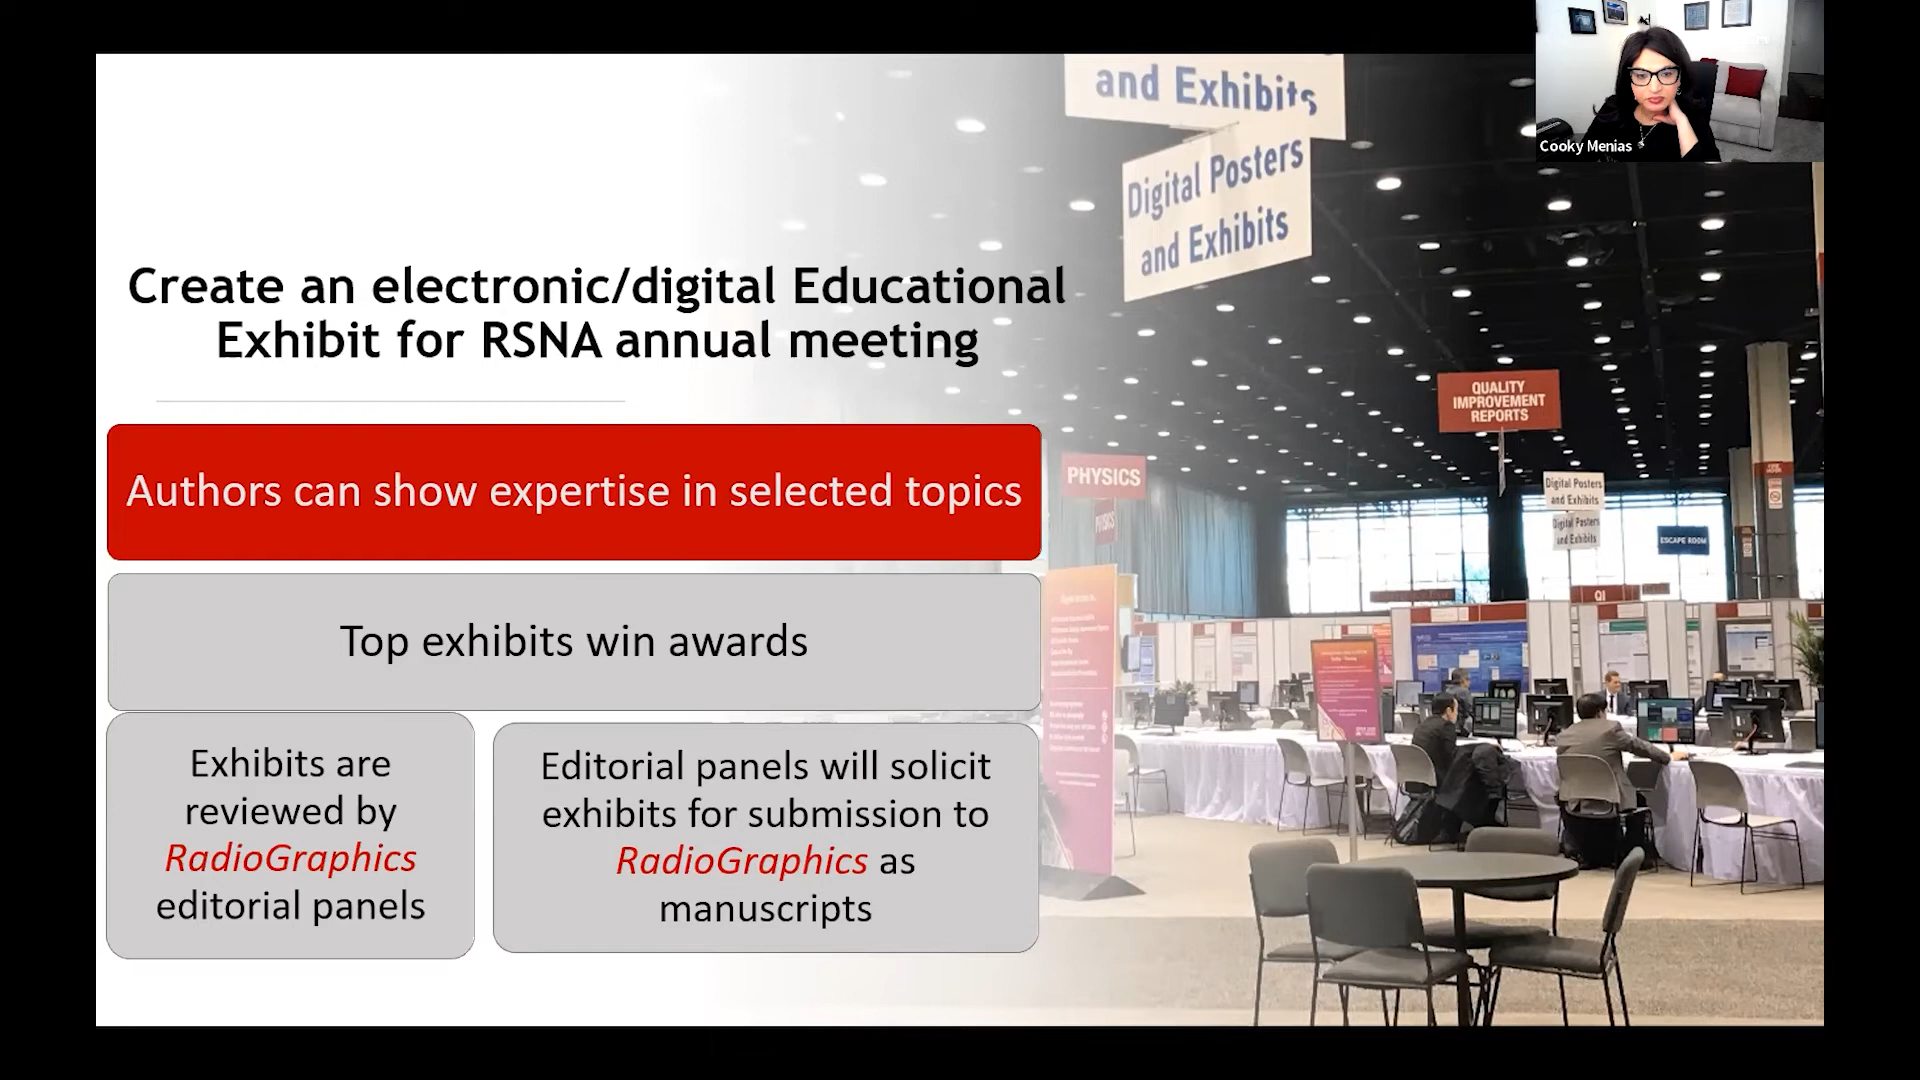 and Exhibits
Digital Posters
and Exhibits
Cooky Menias
Create an electronic/digital Educational
Exhibit for RSNA annual meeting
QUALITY
IMPROVEMENT
REPORTS
Authors can show expertise in selected topics
PHYSICS
PHYSICS
Digital Posters
and Exhibits
Digital Posters
and Exhibits
ESCAPE ROOM
QI
Top exhibits win awards
Exhibits are
reviewed by
RadioGraphics
editorial panels
Editorial panels will solicit
exhibits for submission to
RadioGraphics as
manuscripts